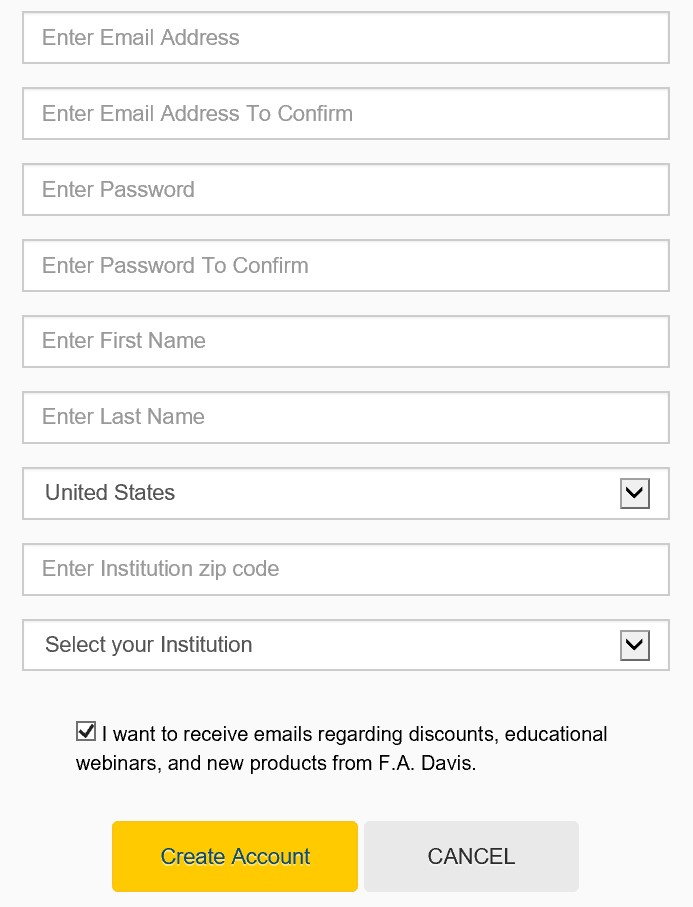 Enter Email Address
Enter Email Address To Confirm
Enter Password
Enter Password To Confirm
Enter First Name
Enter Last Name
United States
Enter Institution zip code
Select your Institution
I want to receive emails regarding discounts, educational
webinars, and new products from F.A. Davis.
Create Account
CANCEL